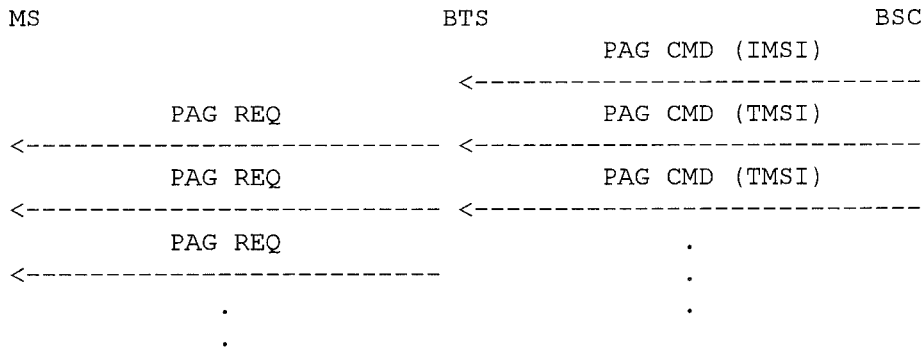 MS BTS BSC
PAG CMD (IMSI)
<----------------------------
PAG REQ PAG CMD (TMSI)
<-------------------------- <----------------------------
PAG REQ PAG CMD (TMSI)
<-------------------------- <----------------------------
PAG REQ .
<-------------------------- .
. .
.